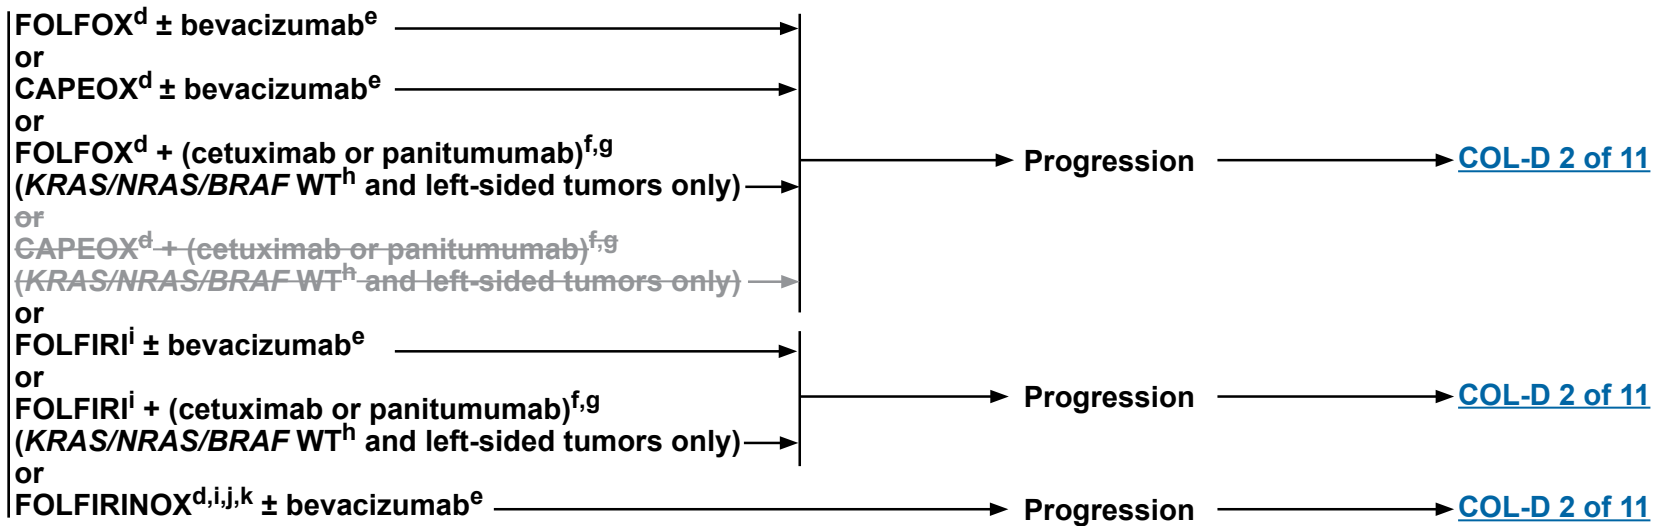 FOLFOXᵈ ± bevacizumabᵉ
or
CAPEOXᵈ ± bevacizumabᵉ
or
FOLFOXᵈ + (cetuximab or panitumumab)ᶠ,ᵍ
(KRAS/NRAS/BRAF WTʰ and left-sided tumors only)
Progression
COL-D 2 of 11
or
CAPEOXᵈ + (cetuximab or panitumumab)ᶠ,ᵍ
(KRAS/NRAS/BRAF WTʰ and left-sided tumors only)
or
FOLFIRIⁱ ± bevacizumabᵉ
or
FOLFIRIⁱ + (cetuximab or panitumumab)ᶠ,ᵍ
(KRAS/NRAS/BRAF WTʰ and left-sided tumors only)
Progression
COL-D 2 of 11
or
FOLFIRINOXᵈ,ⁱ,ʲ,ᵏ ± bevacizumabᵉ
Progression
COL-D 2 of 11